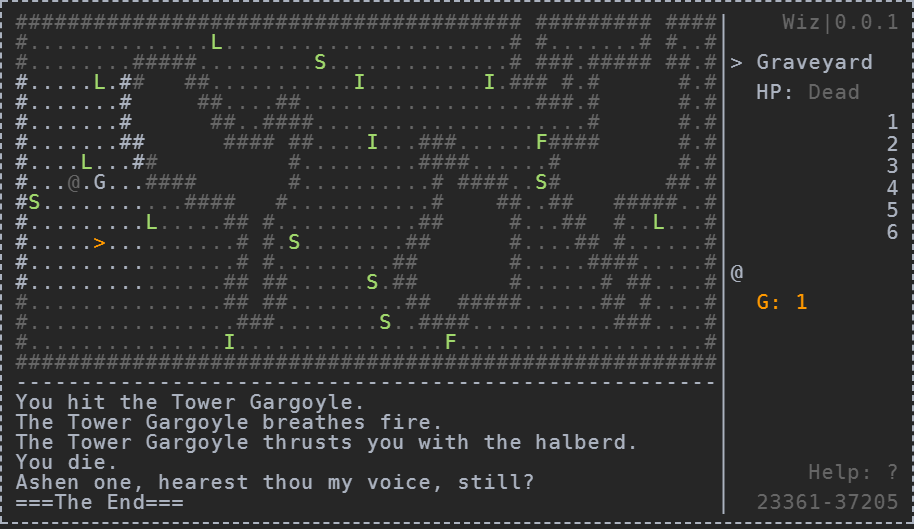 ####################################### ######### ####
#..............L......................# #.......# #..#
#........#####.........S..............# ###.##### ##.#
#.....L.##   ##...........I.........I.### #.#      #.#
#.......#     ##....##..................###.#      #.#
#.......#      ##..####.....................#      #.#
#.......##      #### ##....I...###......F####      #.#
#....L...##          #.........####......#         #.#
#...@.G...####       #..........# ####..S#        ##.#
#S...........####   #...........#    ##..##   #####..#
#.........L.....## #...........##     #...##  #..L...#
#.....>..........# #.S........##      #....## #......#
#................# #.........##       #.....####.....#
#...............## ##......S.##       #......# ##....#
#...............## ##.........##  #####......## #....#
#................###........S..####...........###....#
#...............I................F...................#
######################################################
Wiz|0.0.1
> Graveyard
HP: Dead
1
2
3
4
5
6
@
G: 1
Help: ?
23361-37205
You hit the Tower Gargoyle.
The Tower Gargoyle breathes fire.
The Tower Gargoyle thrusts you with the halberd.
You die.
Ashen one, hearest thou my voice, still?
===The End===